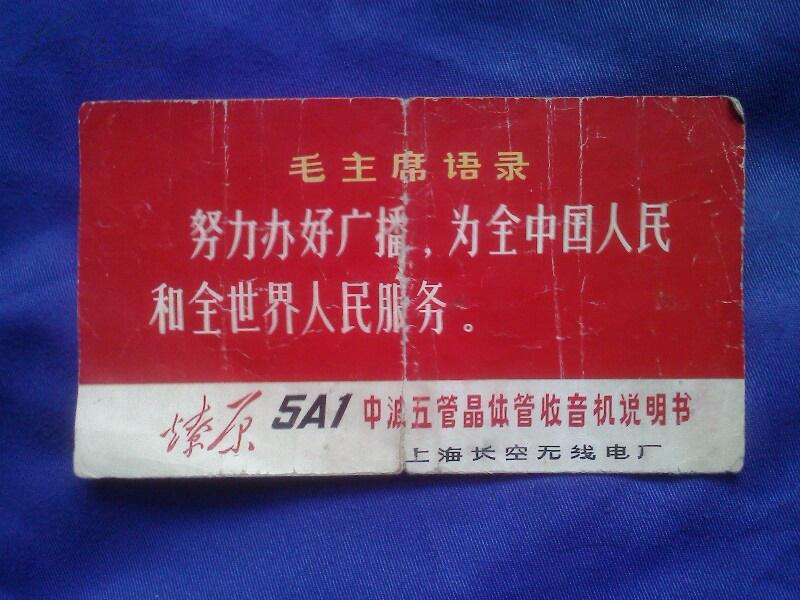 毛主席语录
努力办好广播，为全中国人民
和全世界人民服务。
燎原 5A1 中波五管晶体管收音机说明书
上海长空无线电厂